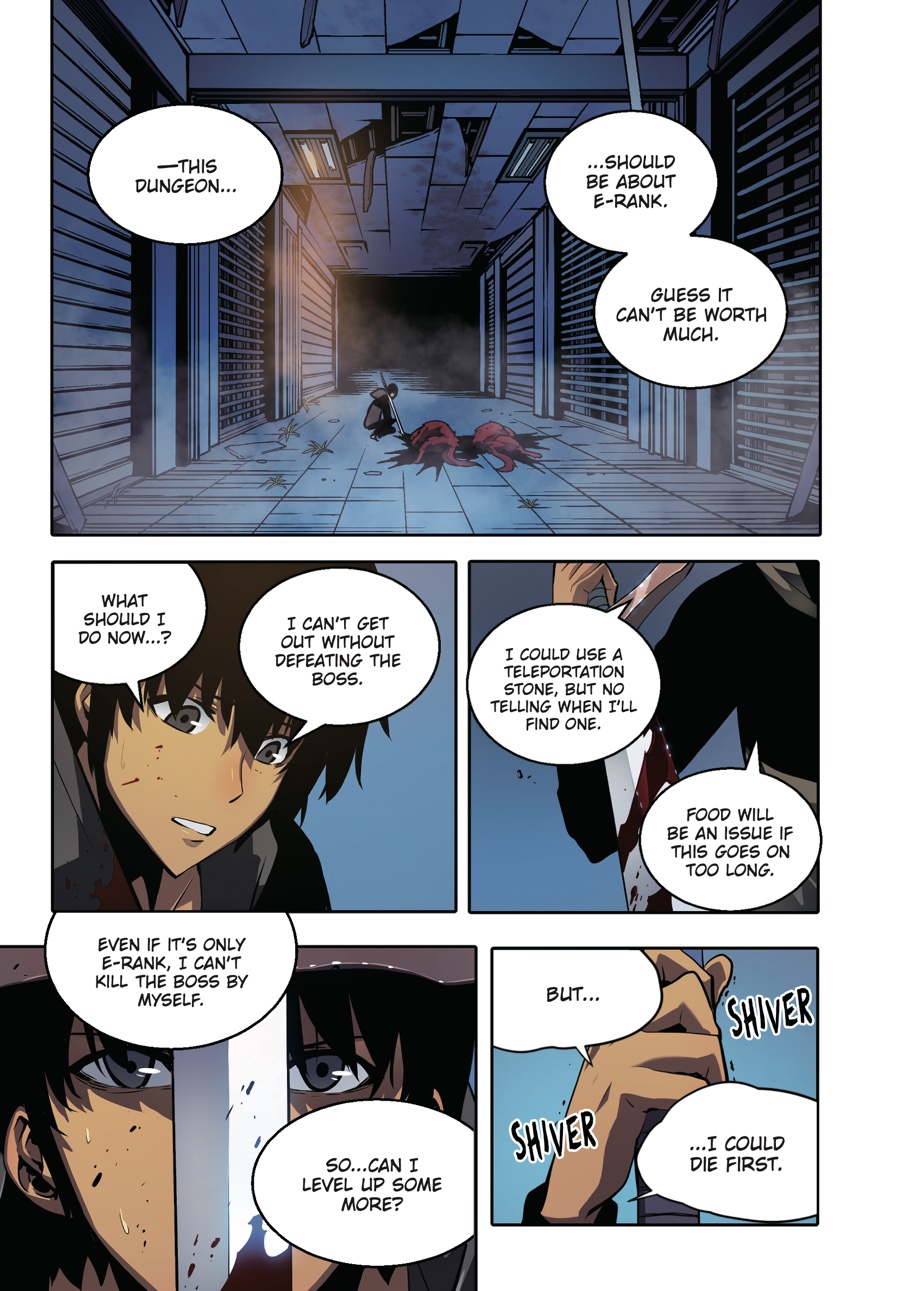 —THIS
DUNGEON...
...SHOULD
BE ABOUT
E-RANK.
GUESS IT
CAN'T BE WORTH
MUCH.
WHAT
SHOULD I
DO NOW...?
I CAN'T GET
OUT WITHOUT
DEFEATING THE
BOSS.
I COULD USE A
TELEPORTATION
STONE, BUT NO
TELLING WHEN I'LL
FIND ONE.
FOOD WILL
BE AN ISSUE IF
THIS GOES ON
TOO LONG.
EVEN IF IT'S ONLY
E-RANK, I CAN'T
KILL THE BOSS BY
MYSELF.
SO...CAN I
LEVEL UP SOME
MORE?
BUT...
SHIVER
SHIVER
...I COULD
DIE FIRST.